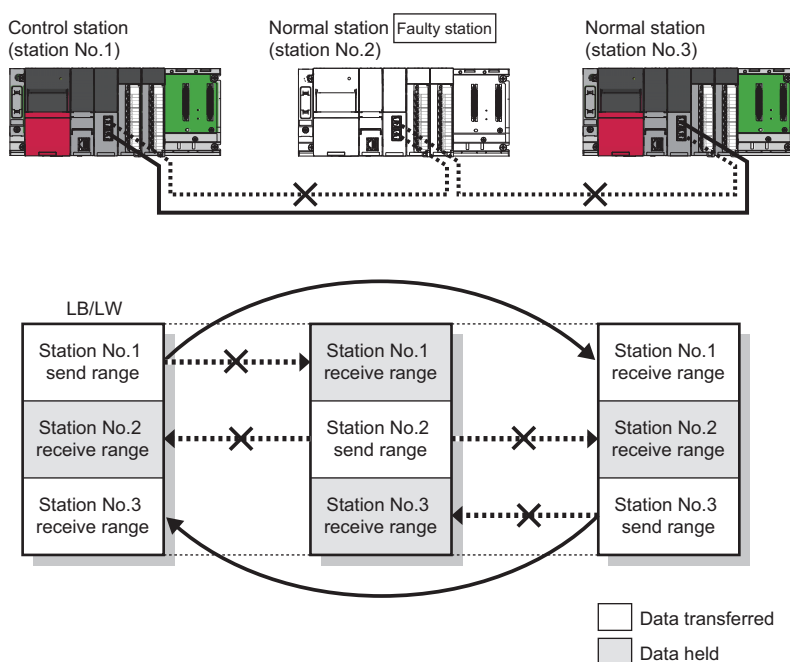 Control station
(station No.1)
Normal station
(station No.2)
Faulty station
Normal station
(station No.3)
LB/LW
Station No.1
send range
Station No.1
receive range
Station No.1
receive range
Station No.2
receive range
Station No.2
send range
Station No.2
receive range
Station No.3
receive range
Station No.3
receive range
Station No.3
send range
Data transferred
Data held